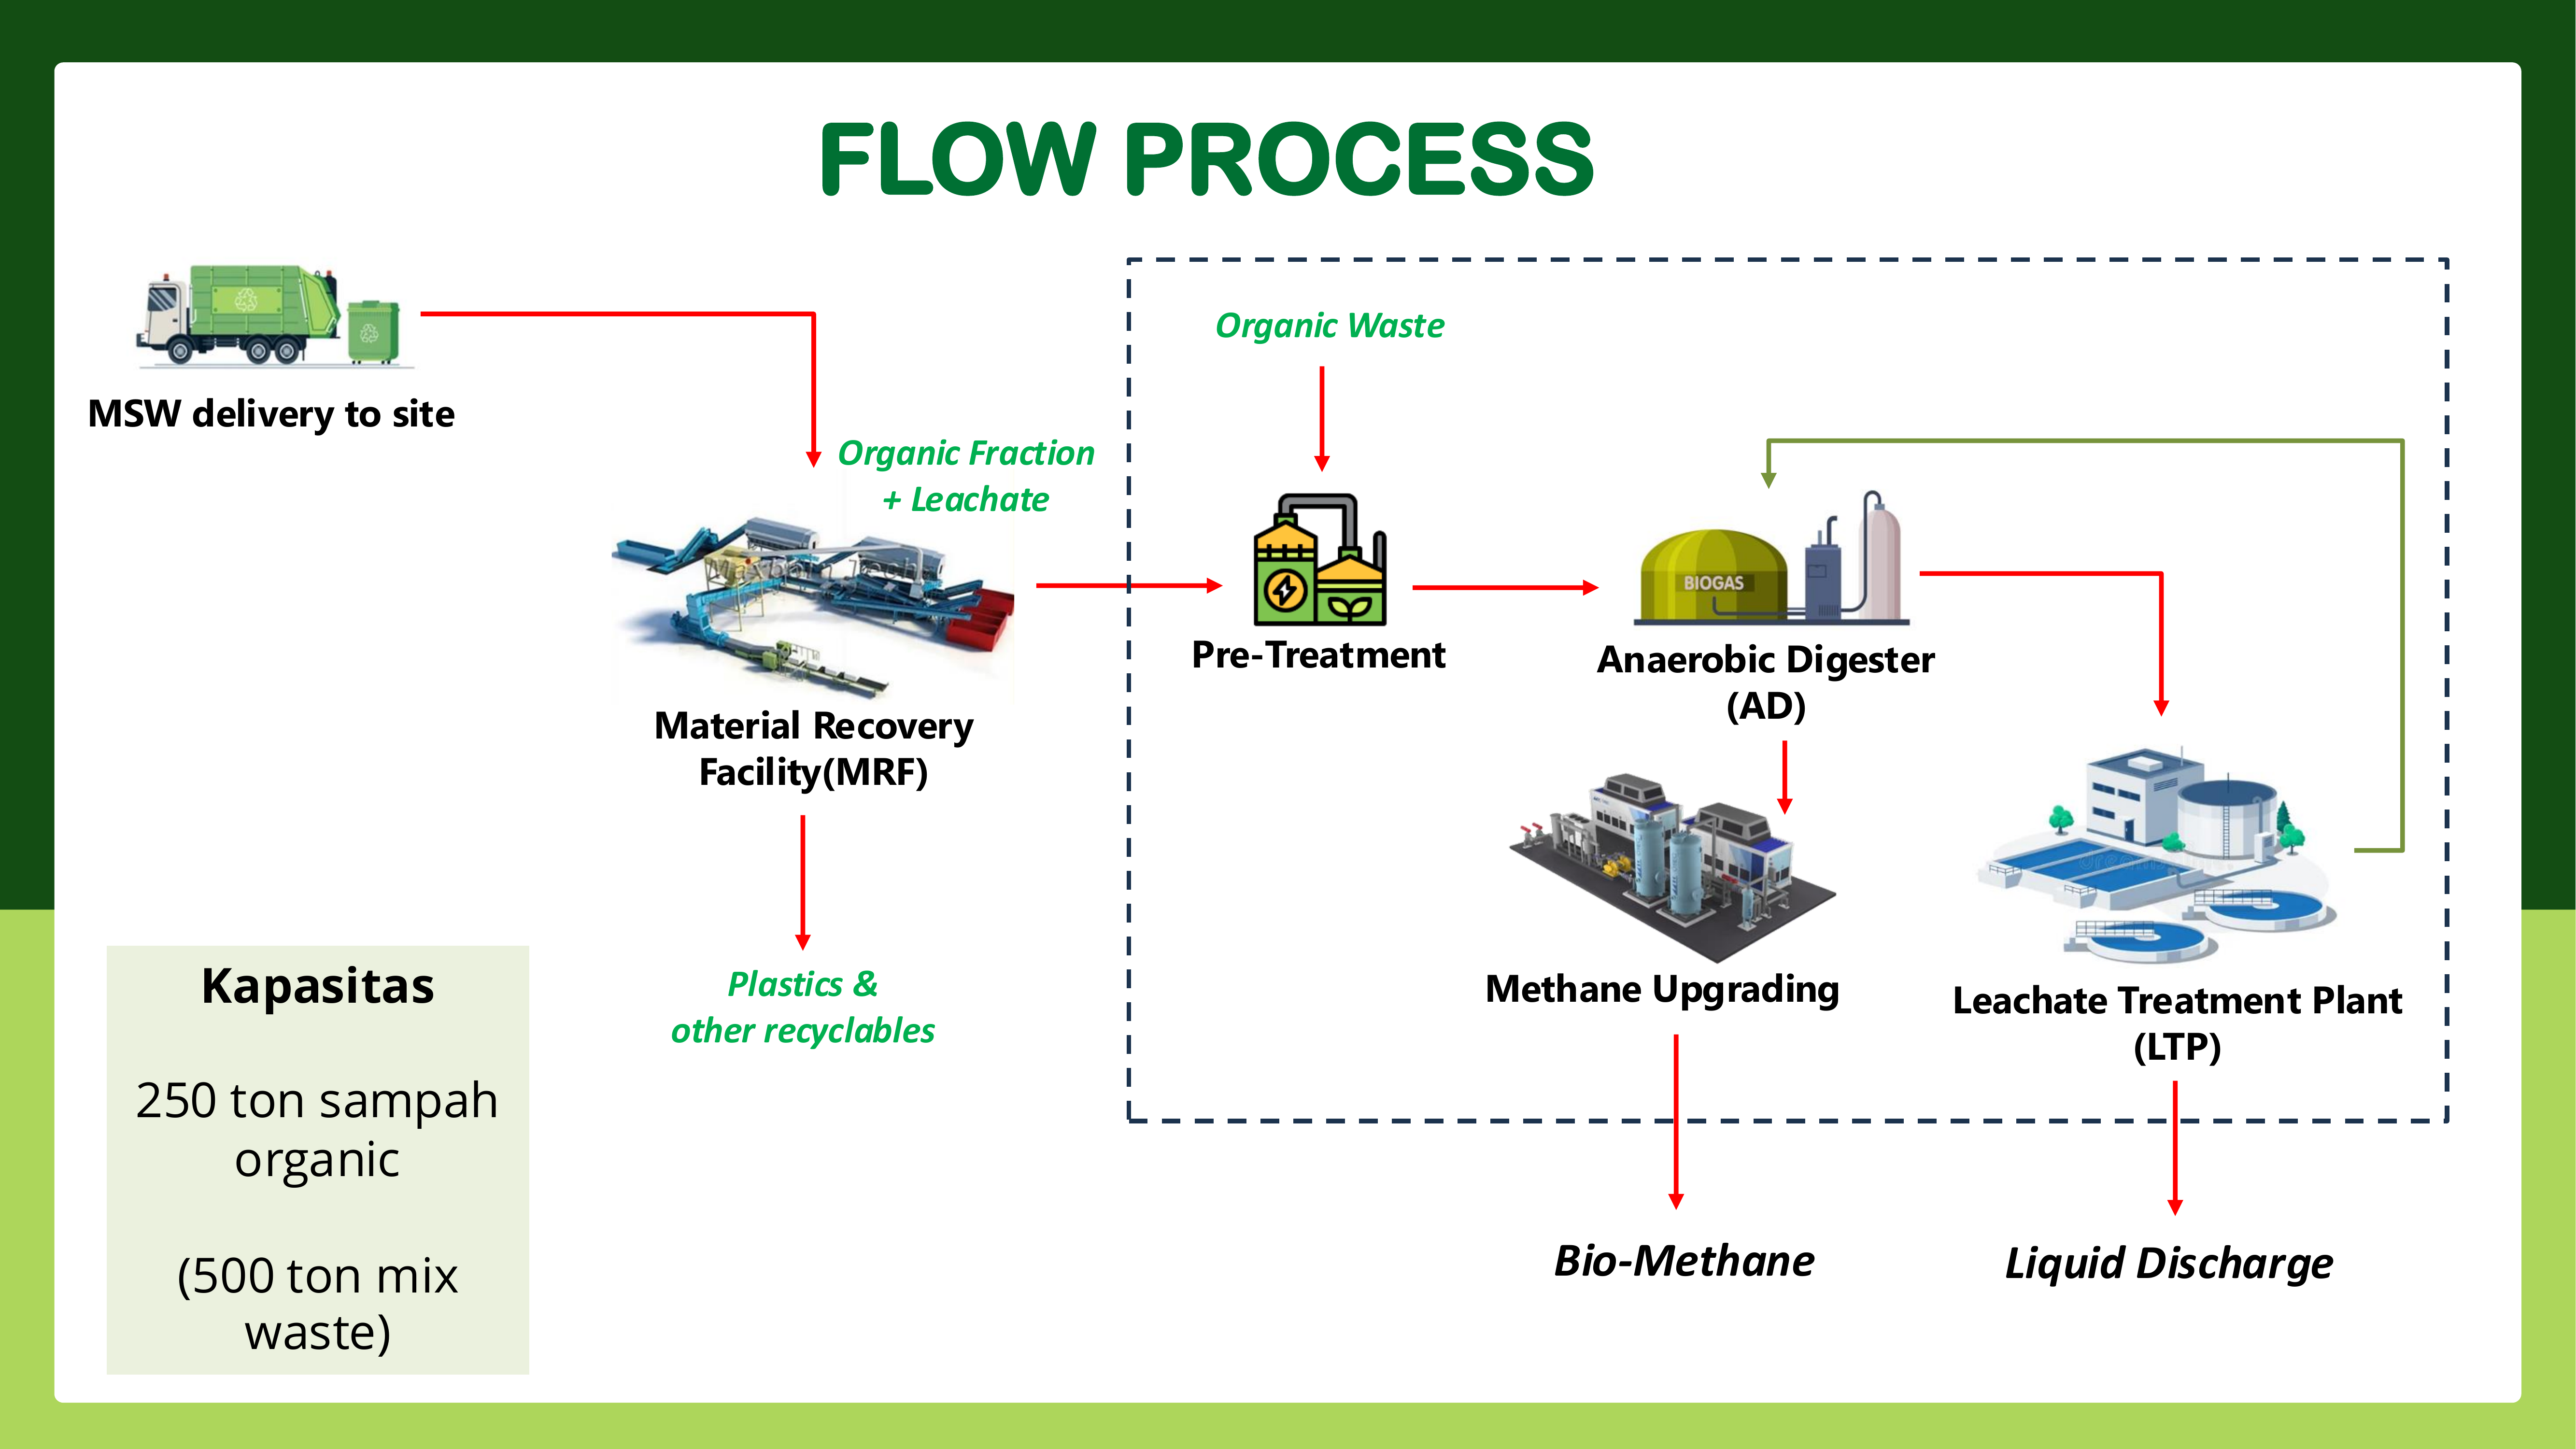 FLOW PROCESS
MSW delivery to site
Organic Fraction
+ Leachate
Material Recovery
Facility(MRF)
Plastics &
other recyclables
Organic Waste
Pre-Treatment
BIOGAS
Anaerobic Digester
(AD)
Methane Upgrading
Leachate Treatment Plant
(LTP)
Bio-Methane
Liquid Discharge
Kapasitas
250 ton sampah
organic
(500 ton mix
waste)